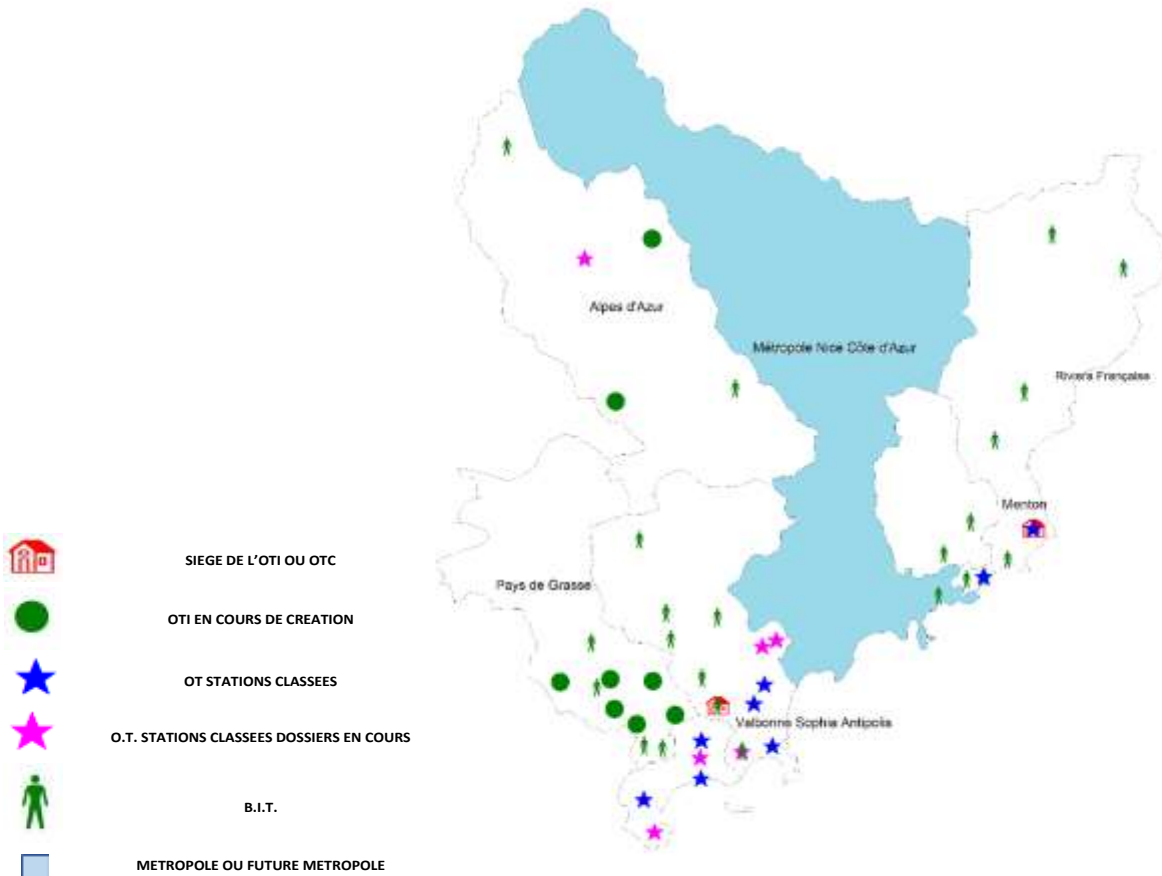 Alpes d'Azur
Métropole Nice Côte d'Azur
Riviera Française
Menton
Pays de Grasse
Valbonne Sophia Antipolis
SIEGE DE L'OTI OU OTC
OTI EN COURS DE CREATION
OT STATIONS CLASSEES
O.T. STATIONS CLASSEES DOSSIERS EN COURS
B.I.T.
METROPOLE OU FUTURE METROPOLE